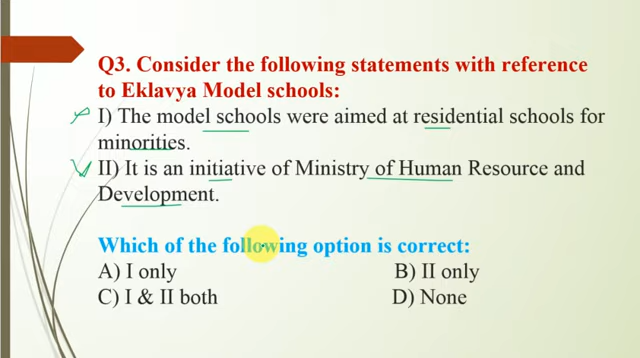 Q3. Consider the following statements with reference
to Eklavya Model schools:
I) The model schools were aimed at residential schools for
minorities.
II) It is an initiative of Ministry of Human Resource and
Development.
Which of the following option is correct:
A) I only B) II only
C) I & II both D) None